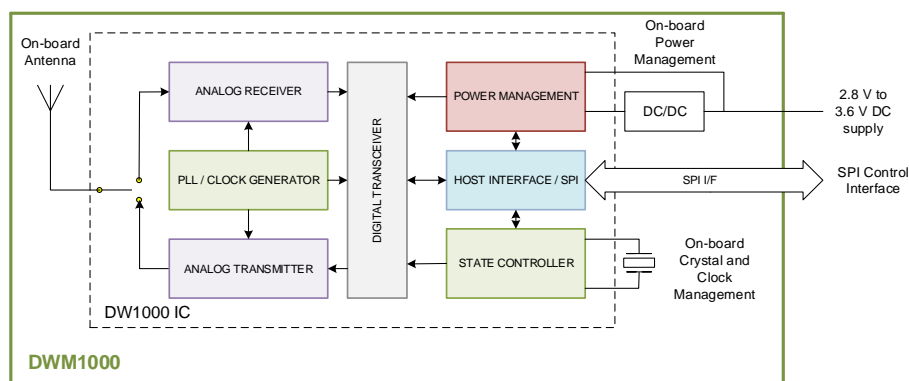 On-board
Antenna
On-board
Power
Management
ANALOG RECEIVER
POWER MANAGEMENT
DC/DC
2.8 V to
3.6 V DC
supply
PLL / CLOCK GENERATOR
DIGITAL TRANSCEIVER
HOST INTERFACE / SPI
SPI I/F
SPI Control
Interface
ANALOG TRANSMITTER
STATE CONTROLLER
On-board
Crystal and
Clock
Management
DW1000 IC
DWM1000